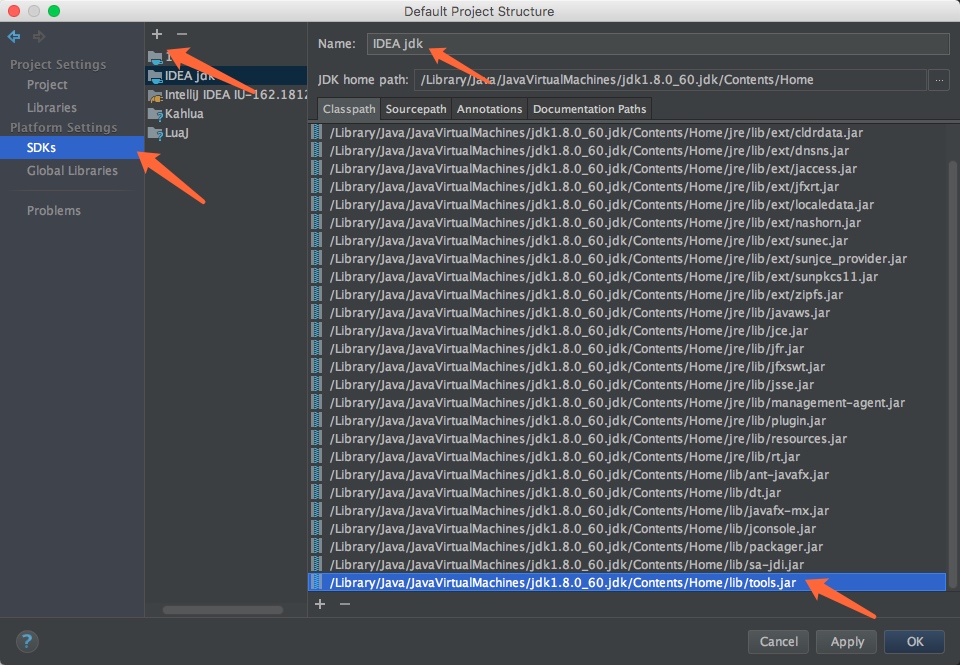 Default Project Structure
Project Settings
Project
Libraries
Platform Settings
SDKs
Global Libraries
Problems
IDEA jdk
IntelliJ IDEA IU-162.1812
Kahlua
LuaJ
Name: IDEA jdk
JDK home path: /Library/Java/JavaVirtualMachines/jdk1.8.0_60.jdk/Contents/Home ...
Classpath Sourcepath Annotations Documentation Paths
/Library/Java/JavaVirtualMachines/jdk1.8.0_60.jdk/Contents/Home/jre/lib/ext/cldrdata.jar
/Library/Java/JavaVirtualMachines/jdk1.8.0_60.jdk/Contents/Home/jre/lib/ext/dnsns.jar
/Library/Java/JavaVirtualMachines/jdk1.8.0_60.jdk/Contents/Home/jre/lib/ext/jaccess.jar
/Library/Java/JavaVirtualMachines/jdk1.8.0_60.jdk/Contents/Home/jre/lib/ext/jfxrt.jar
/Library/Java/JavaVirtualMachines/jdk1.8.0_60.jdk/Contents/Home/jre/lib/ext/localedata.jar
/Library/Java/JavaVirtualMachines/jdk1.8.0_60.jdk/Contents/Home/jre/lib/ext/nashorn.jar
/Library/Java/JavaVirtualMachines/jdk1.8.0_60.jdk/Contents/Home/jre/lib/ext/sunec.jar
/Library/Java/JavaVirtualMachines/jdk1.8.0_60.jdk/Contents/Home/jre/lib/ext/sunjce_provider.jar
/Library/Java/JavaVirtualMachines/jdk1.8.0_60.jdk/Contents/Home/jre/lib/ext/sunpkcs11.jar
/Library/Java/JavaVirtualMachines/jdk1.8.0_60.jdk/Contents/Home/jre/lib/ext/zipfs.jar
/Library/Java/JavaVirtualMachines/jdk1.8.0_60.jdk/Contents/Home/jre/lib/javaws.jar
/Library/Java/JavaVirtualMachines/jdk1.8.0_60.jdk/Contents/Home/jre/lib/jce.jar
/Library/Java/JavaVirtualMachines/jdk1.8.0_60.jdk/Contents/Home/jre/lib/jfr.jar
/Library/Java/JavaVirtualMachines/jdk1.8.0_60.jdk/Contents/Home/jre/lib/jfxswt.jar
/Library/Java/JavaVirtualMachines/jdk1.8.0_60.jdk/Contents/Home/jre/lib/jsse.jar
/Library/Java/JavaVirtualMachines/jdk1.8.0_60.jdk/Contents/Home/jre/lib/management-agent.jar
/Library/Java/JavaVirtualMachines/jdk1.8.0_60.jdk/Contents/Home/jre/lib/plugin.jar
/Library/Java/JavaVirtualMachines/jdk1.8.0_60.jdk/Contents/Home/jre/lib/resources.jar
/Library/Java/JavaVirtualMachines/jdk1.8.0_60.jdk/Contents/Home/jre/lib/rt.jar
/Library/Java/JavaVirtualMachines/jdk1.8.0_60.jdk/Contents/Home/lib/ant-javafx.jar
/Library/Java/JavaVirtualMachines/jdk1.8.0_60.jdk/Contents/Home/lib/dt.jar
/Library/Java/JavaVirtualMachines/jdk1.8.0_60.jdk/Contents/Home/lib/javafx-mx.jar
/Library/Java/JavaVirtualMachines/jdk1.8.0_60.jdk/Contents/Home/lib/jconsole.jar
/Library/Java/JavaVirtualMachines/jdk1.8.0_60.jdk/Contents/Home/lib/packager.jar
/Library/Java/JavaVirtualMachines/jdk1.8.0_60.jdk/Contents/Home/lib/sa-jdi.jar
/Library/Java/JavaVirtualMachines/jdk1.8.0_60.jdk/Contents/Home/lib/tools.jar
?
Cancel Apply OK